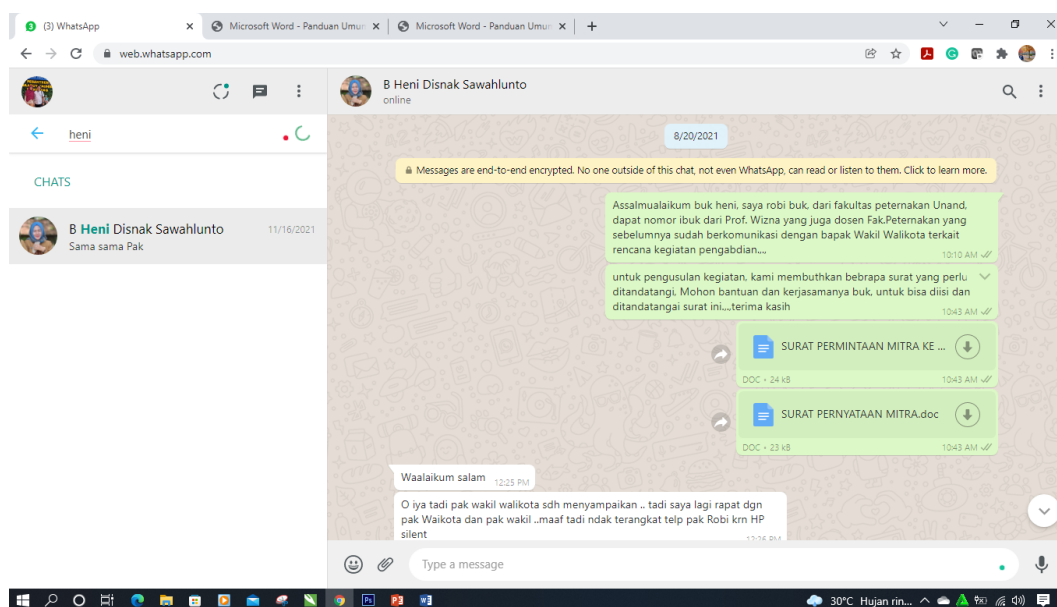 (3) WhatsApp
Microsoft Word - Panduan Umu
Microsoft Word - Panduan Umu
web.whatsapp.com
B Heni Disnak Sawahlunto
online
heni
CHATS
B Heni Disnak Sawahlunto
11/16/2021
Sama sama Pak
8/20/2021
Messages are end-to-end encrypted. No one outside of this chat, not even WhatsApp, can read or listen to them. Click to learn more.
Assalmualaikum buk heni, saya robi buk, dari fakultas peternakan Unand,
dapat nomor ibuk dari Prof. Wizna yang juga dosen Fak.Peternakan yang
sebelumnya sudah berkomunikasi dengan bapak Wakil Walikota terkait
rencana kegiatan pengabdian,,,,
10:10 AM
untuk pengusulan kegiatan, kami membuthkan bebrapa surat yang perlu
ditandatangi, Mohon bantuan dan kerjasamanya buk, untuk bisa diisi dan
ditandatangai surat ini,,,,terima kasih
10:43 AM
SURAT PERMINTAAN MITRA KE ...
DOC • 24 kB
10:43 AM
SURAT PERNYATAAN MITRA.doc
DOC • 23 kB
10:43 AM
Waalaikum salam
12:25 PM
O iya tadi pak wakil walikota sdh menyampaikan .. tadi saya lagi rapat dgn
pak Waikota dan pak wakil ..maaf tadi ndak terangkat telp pak Robi krn HP
silent
12:26 PM
Type a message
30°C Hujan rin...